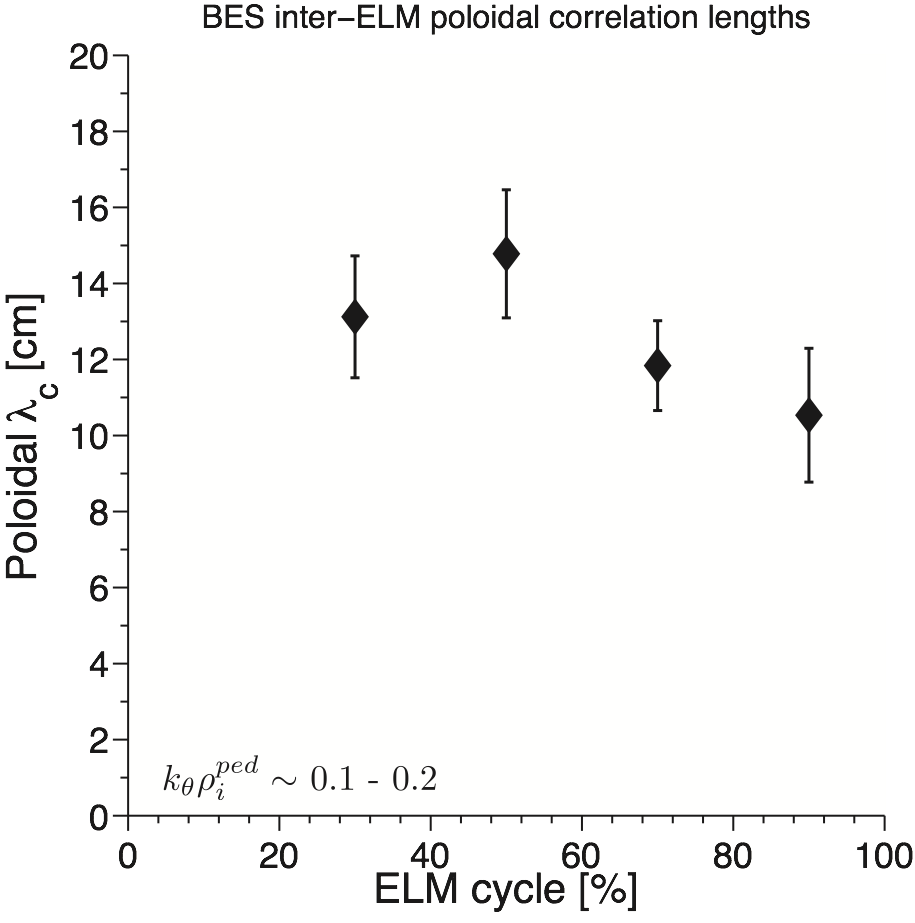 BES inter−ELM poloidal correlation lengths
20
18
16
14
12
10
8
6
4
2
0
Poloidal λc [cm]
kθρi^ped ∼ 0.1 - 0.2
0 20 40 60 80 100
ELM cycle [%]